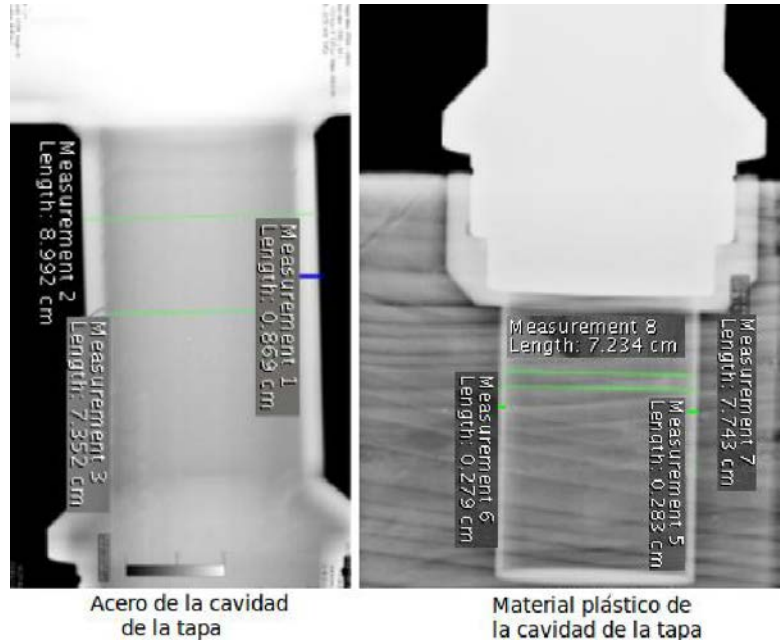 Measurement 2
Length: 8.992 cm
Measurement 1
Length: 0.869 cm
Measurement 3
Length: 7.352 cm
Measurement 8
Length: 7.234 cm
Measurement 7
Length: 7.743 cm
Measurement 6
Length: 0.279 cm
Measurement 5
Length: 0.283 cm
Acero de la cavidad
de la tapa
Material plástico de
la cavidad de la tapa